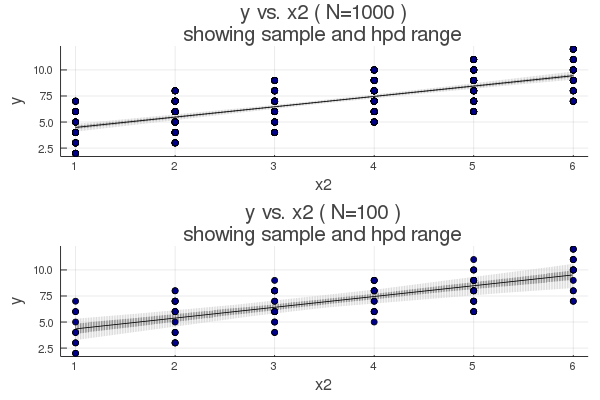 y vs. x2 ( N=1000 )
showing sample and hpd range
10.0
7.5
5.0
2.5
y
1 2 3 4 5 6
x2
y vs. x2 ( N=100 )
showing sample and hpd range
10.0
7.5
5.0
2.5
y
1 2 3 4 5 6
x2